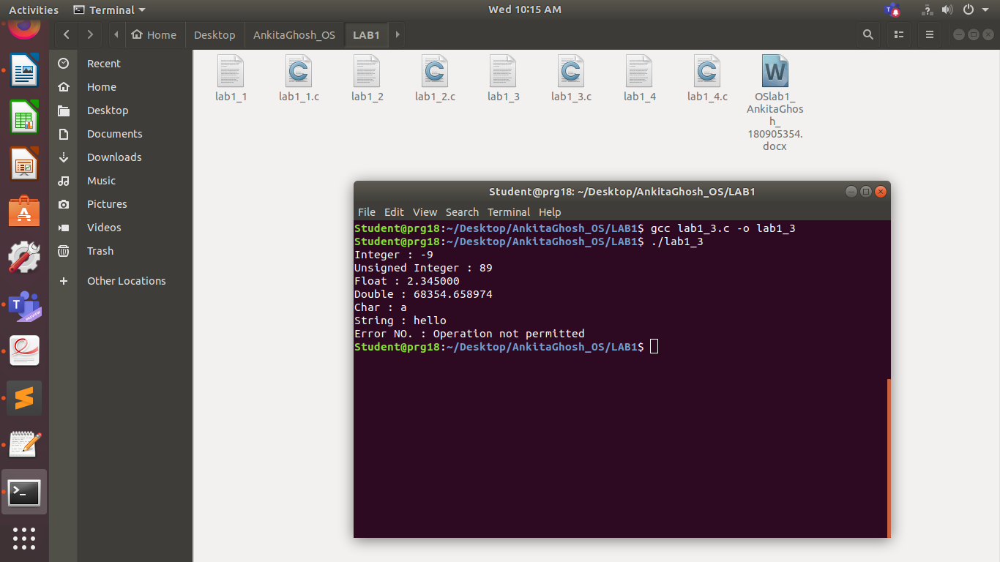 Activities
Terminal
Wed 10:15 AM
Home
Desktop
AnkitaGhosh_OS
LAB1
Recent
Home
Desktop
Documents
Downloads
Music
Pictures
Videos
Trash
Other Locations
lab1_1
lab1_1.c
lab1_2
lab1_2.c
lab1_3
lab1_3.c
lab1_4
lab1_4.c
OSlab1_
AnkitaGhos
h_
180905354.
docx
Student@prg18: ~/Desktop/AnkitaGhosh_OS/LAB1
File Edit View Search Terminal Help
Student@prg18:~/Desktop/AnkitaGhosh_OS/LAB1$ gcc lab1_3.c -o lab1_3
Student@prg18:~/Desktop/AnkitaGhosh_OS/LAB1$ ./lab1_3
Integer : -9
Unsigned Integer : 89
Float : 2.345000
Double : 68354.658974
Char : a
String : hello
Error NO. : Operation not permitted
Student@prg18:~/Desktop/AnkitaGhosh_OS/LAB1$